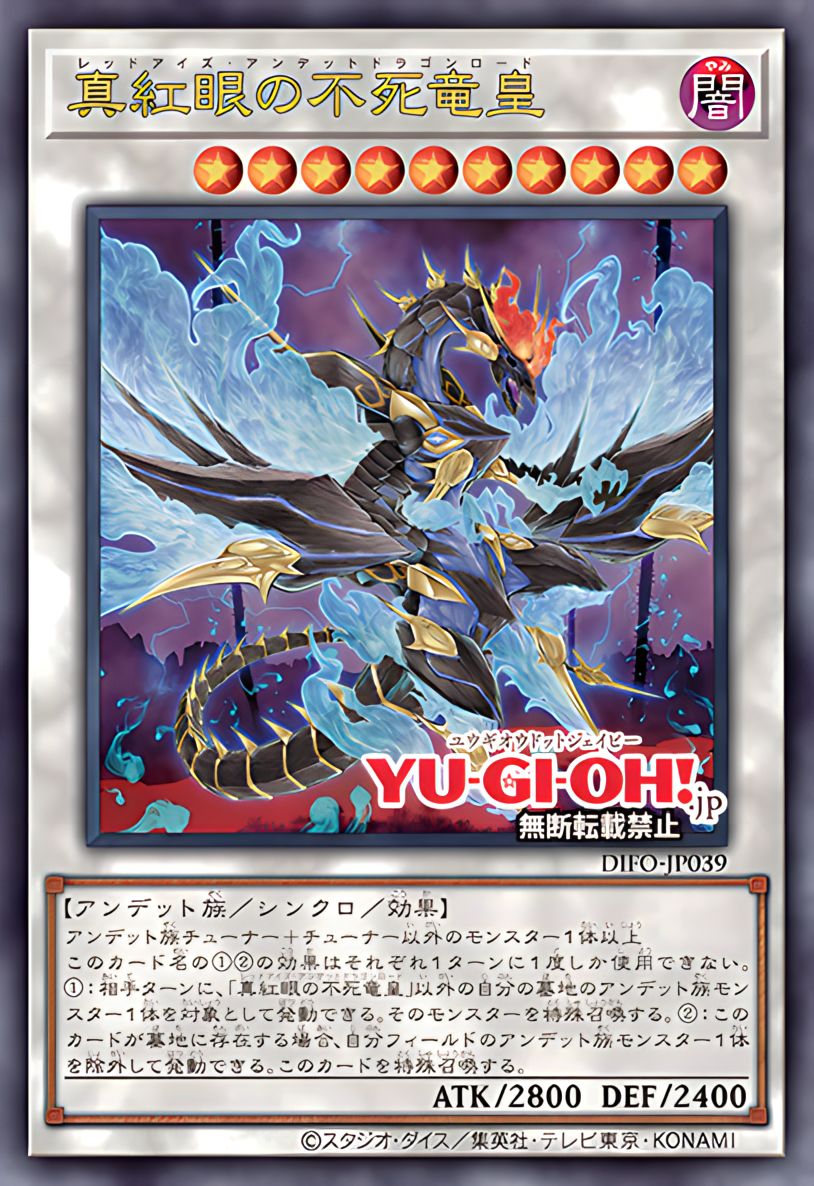 レッドアイズ・アンデットドラゴンロード
真紅眼の不死竜皇
やみ
闇
ユウギオウドットジェイピー
YU-GI-OH!.jp
無断転載禁止
DIFO-JP039
【アンデット族／シンクロ／効果】
アンデット族チューナー＋チューナー以外のモンスター1体以上
このカード名の①②の効果はそれぞれ1ターンに1度しか使用できない。
①：相手ターンに、「真紅眼の不死竜皇」以外の自分の墓地のアンデット族モン
スター1体を対象として発動できる。そのモンスターを特殊召喚する。②：この
カードが墓地に存在する場合、自分フィールドのアンデット族モンスター1体
を除外して発動できる。このカードを特殊召喚する。
ATK/2800 DEF/2400
©スタジオ・ダイス／集英社・テレビ東京・KONAMI